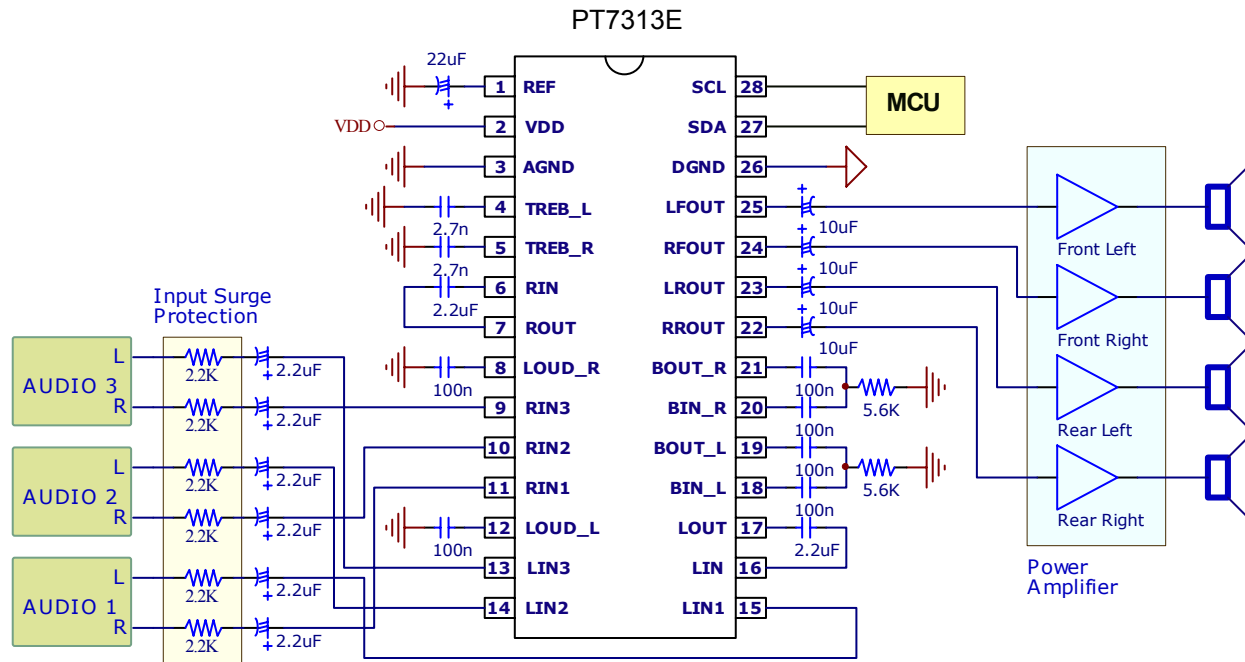 PT7313E
22uF
+
1 REF
VDD
2 VDD
3 AGND
4 TREB_L
2.7n
5 TREB_R
2.7n
6 RIN
2.2uF
7 ROUT
8 LOUD_R
100n
9 RIN3
10 RIN2
11 RIN1
12 LOUD_L
100n
13 LIN3
14 LIN2
SCL 28
SDA 27
MCU
DGND 26
LFOUT 25
+
10uF
RFOUT 24
+
10uF
LROUT 23
+
10uF
RROUT 22
+
10uF
BOUT_R 21
100n
BIN_R 20
100n
5.6K
BOUT_L 19
100n
BIN_L 18
100n
5.6K
LOUT 17
2.2uF
LIN 16
LIN1 15
Input Surge
Protection
AUDIO 3
L
R
2.2K
+ 2.2uF
2.2K
+ 2.2uF
AUDIO 2
L
R
2.2K
+ 2.2uF
2.2K
+ 2.2uF
AUDIO 1
L
R
2.2K
+ 2.2uF
2.2K
+ 2.2uF
Front Left
Front Right
Rear Left
Rear Right
Power
Amplifier